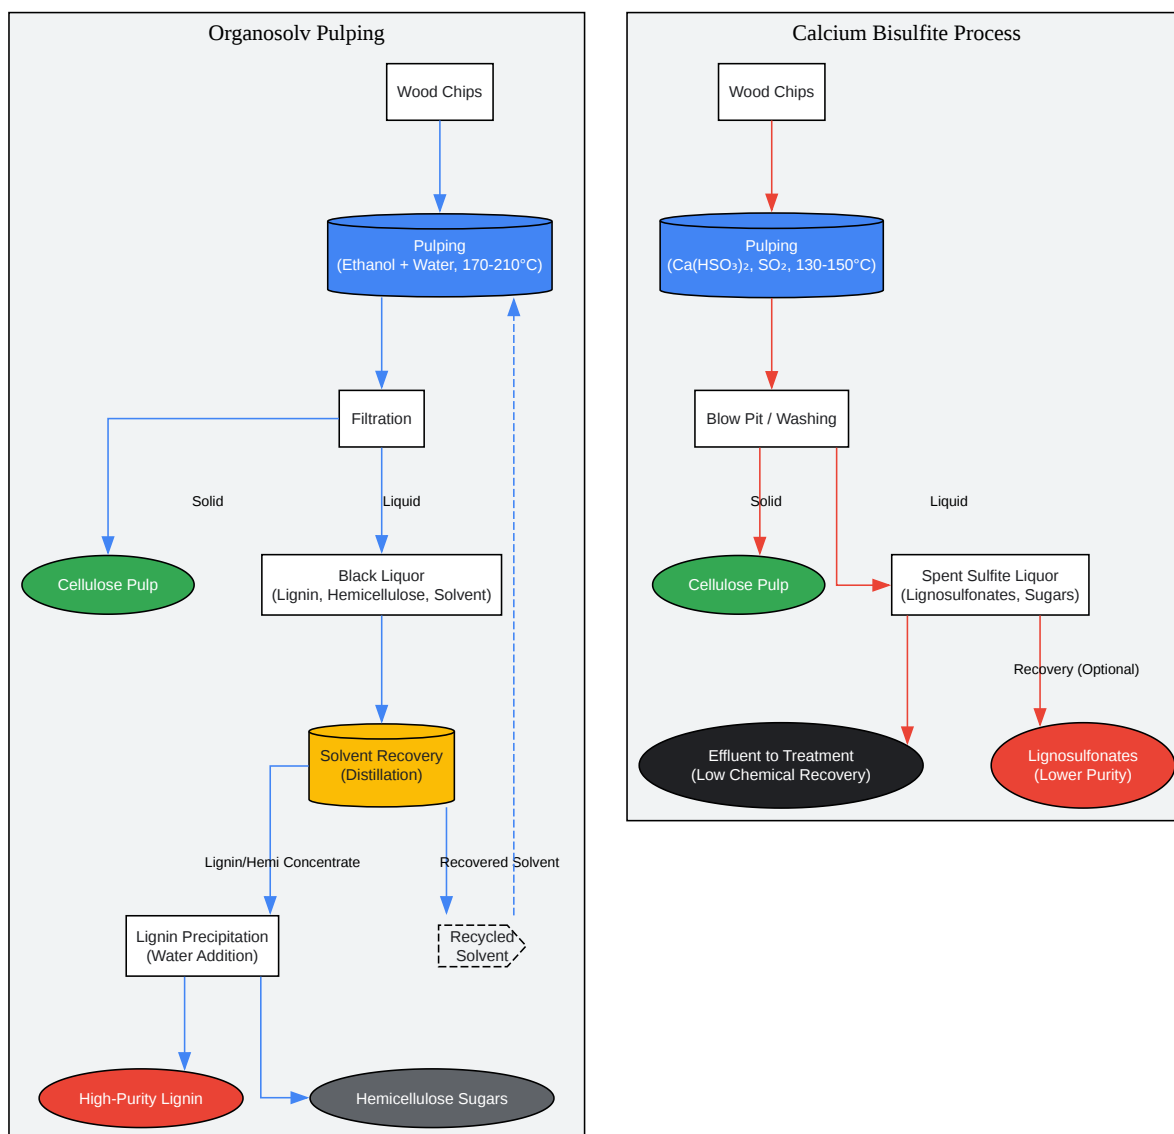 Organosolv Pulping
Wood Chips
Pulping
(Ethanol + Water, 170-210°C)
Filtration
Solid
Liquid
Cellulose Pulp
Black Liquor
(Lignin, Hemicellulose, Solvent)
Solvent Recovery
(Distillation)
Lignin/Hemi Concentrate
Recovered Solvent
Lignin Precipitation
(Water Addition)
Recycled
Solvent
High-Purity Lignin
Hemicellulose Sugars
Calcium Bisulfite Process
Wood Chips
Pulping
(Ca(HSO₃)₂, SO₂, 130-150°C)
Blow Pit / Washing
Solid
Liquid
Cellulose Pulp
Spent Sulfite Liquor
(Lignosulfonates, Sugars)
Recovery (Optional)
Effluent to Treatment
(Low Chemical Recovery)
Lignosulfonates
(Lower Purity)